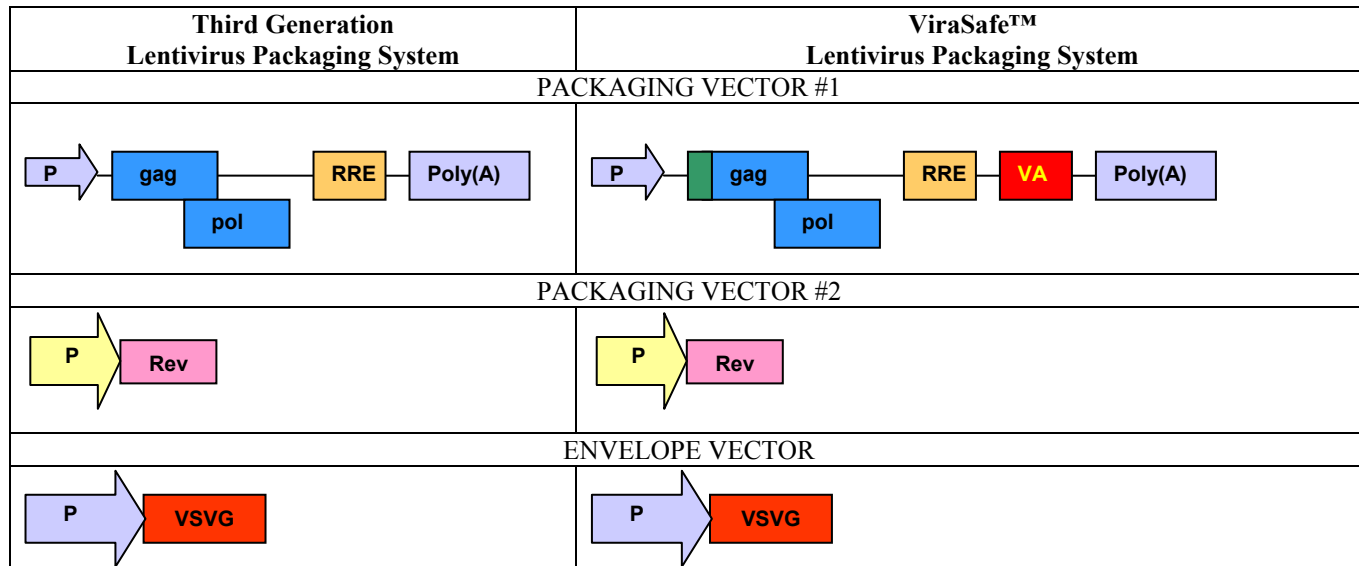 Third Generation
Lentivirus Packaging System
ViraSafe™
Lentivirus Packaging System
PACKAGING VECTOR #1
P
gag
RRE
Poly(A)
pol
P
gag
RRE
VA
Poly(A)
pol
PACKAGING VECTOR #2
P
Rev
P
Rev
ENVELOPE VECTOR
P
VSVG
P
VSVG